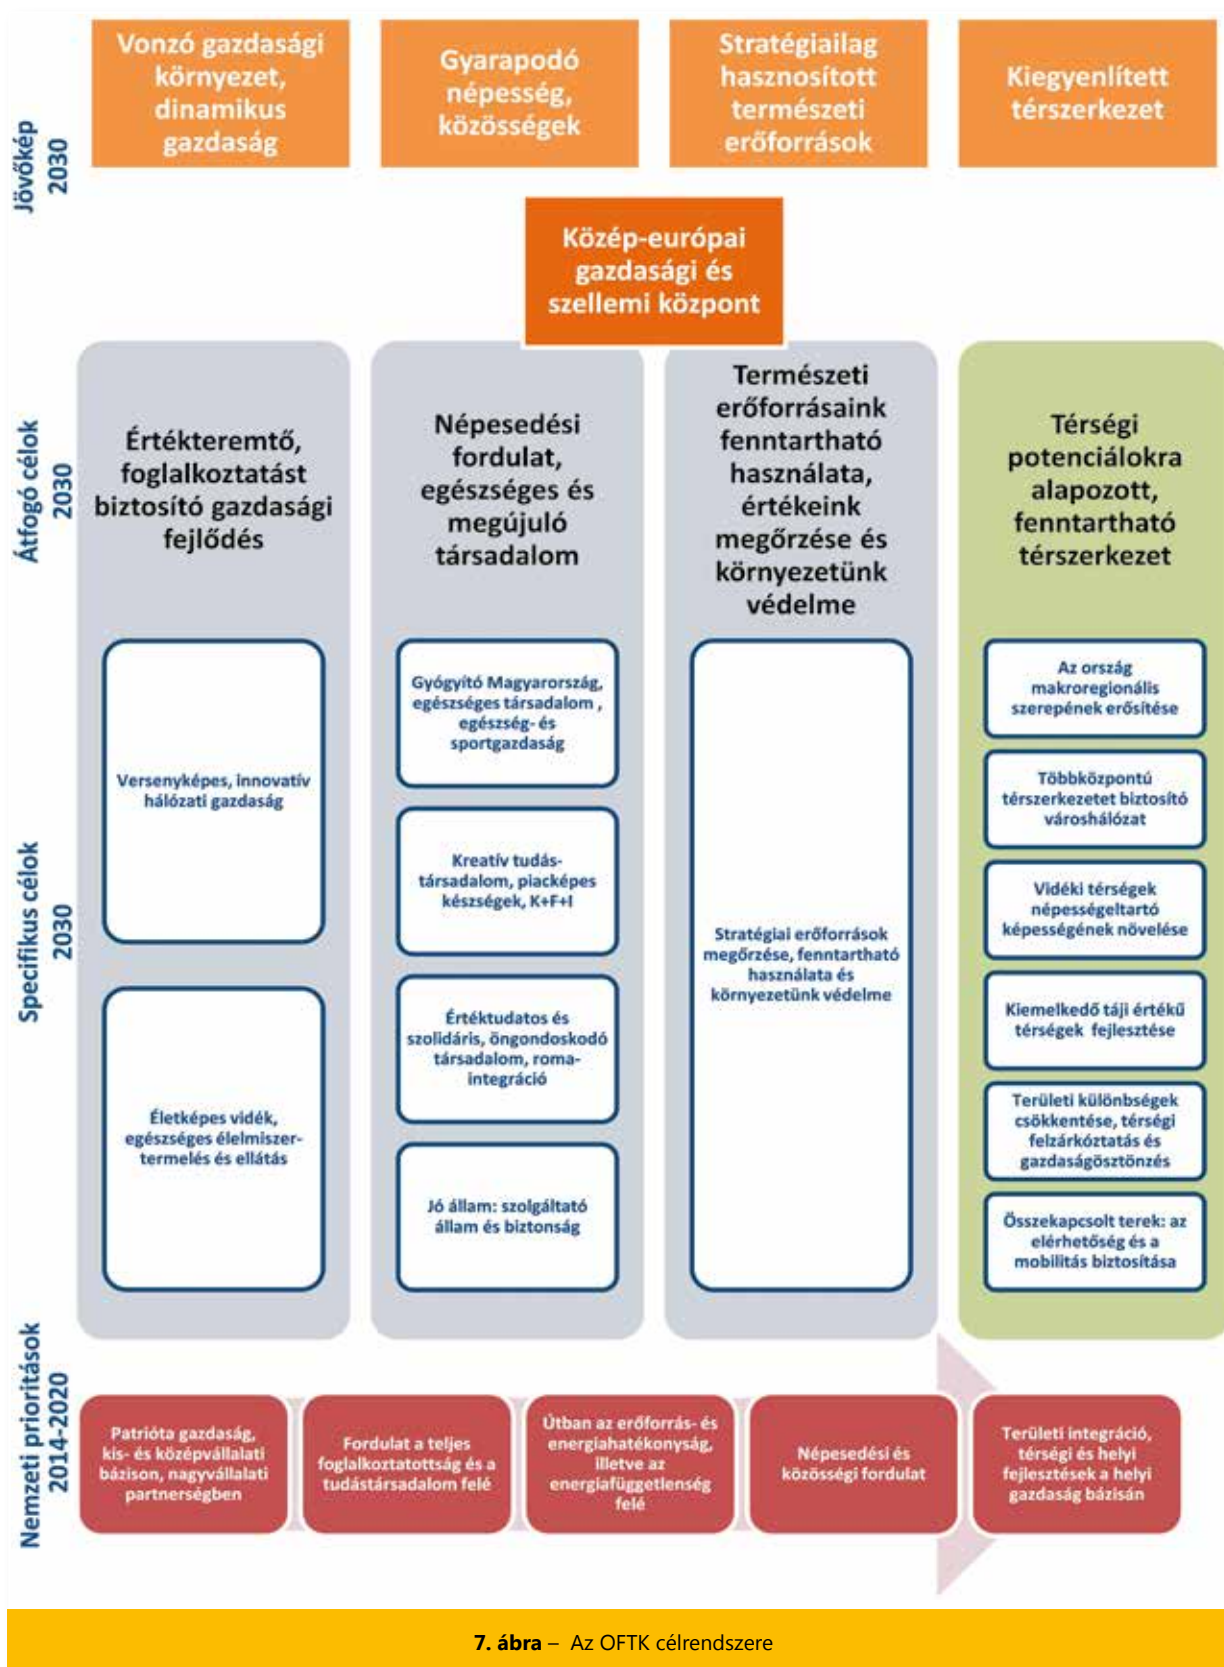 Jövőkép
2030
Vonzó gazdasági
környezet,
dinamikus
gazdaság
Gyarapodó
népesség,
közösségek
Stratégiailag
hasznosított
természeti
erőforrások
Kiegyenlített
térszerkezet
Közép-európai
gazdasági és
szellemi központ
Átfogó célok
2030
Értékteremtő,
foglalkoztatást
biztosító gazdasági
fejlődés
Népesedési
fordulat,
egészséges és
megújuló
társadalom
Természeti
erőforrásaink
fenntartható
használata,
értékeink
megőrzése és
környezetünk
védelme
Térségi
potenciálokra
alapozott,
fenntartható
térszerkezet
Specifikus célok
2030
Versenyképes, innovatív
hálózati gazdaság
Életképes vidék,
egészséges élelmiszer-
termelés és ellátás
Gyógyító Magyarország,
egészséges társadalom ,
egészség- és
sportgazdaság
Kreatív tudás-
társadalom, piacképes
készségek, K+F+I
Értéktudatos és
szolidáris, öngondoskodó
társadalom, roma-
integráció
Jó állam: szolgáltató
állam és biztonság
Stratégiai erőforrások
megőrzése, fenntartható
használata és
környezetünk védelme
Az ország
makroregionális
szerepének erősítése
Többközpontú
térszerkezetet biztosító
városhálózat
Vidéki térségek
népességeltartó
képességének növelése
Kiemelkedő táji értékű
térségek fejlesztése
Területi különbségek
csökkentése, térségi
felzárkóztatás és
gazdaságösztönzés
Összekapcsolt terek: az
elérhetőség és a
mobilitás biztosítása
Nemzeti prioritások
2014-2020
Patrióta gazdaság,
kis- és középvállalati
bázison, nagyvállalati
partnerségben
Fordulat a teljes
foglalkoztatottság és a
tudástársadalom felé
Útban az erőforrás- és
energiahatékonyság,
illetve az
energiafüggetlenség
felé
Népesedési és
közösségi fordulat
Területi integráció,
térségi és helyi
fejlesztések a helyi
gazdaság bázisán
7. ábra – Az OFTK célrendszere